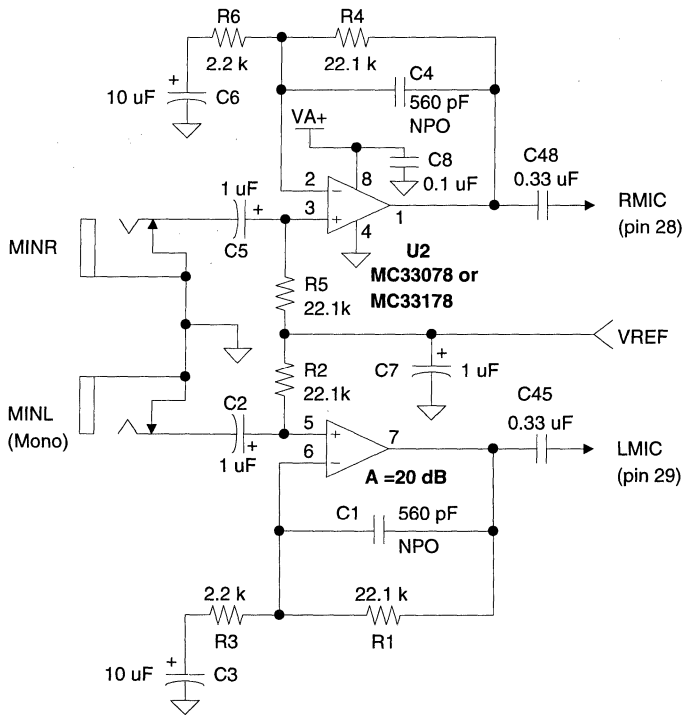 R6
R4
2.2 k
22.1 k
+
10 uF
C6
C4
560 pF
NPO
VA+
C8
0.1 uF
C48
0.33 uF
1 uF
+
C5
2
3
8
4
1
−
+
RMIC
(pin 28)
MINR
U2
MC33078 or
MC33178
R5
22.1k
VREF
R2
22.1k
C7
+
1 uF
MINL
(Mono)
C2
+
1 uF
5
6
7
+
−
C45
0.33 uF
LMIC
(pin 29)
A =20 dB
C1
560 pF
NPO
2.2 k
22.1 k
R3
R1
+
10 uF
C3